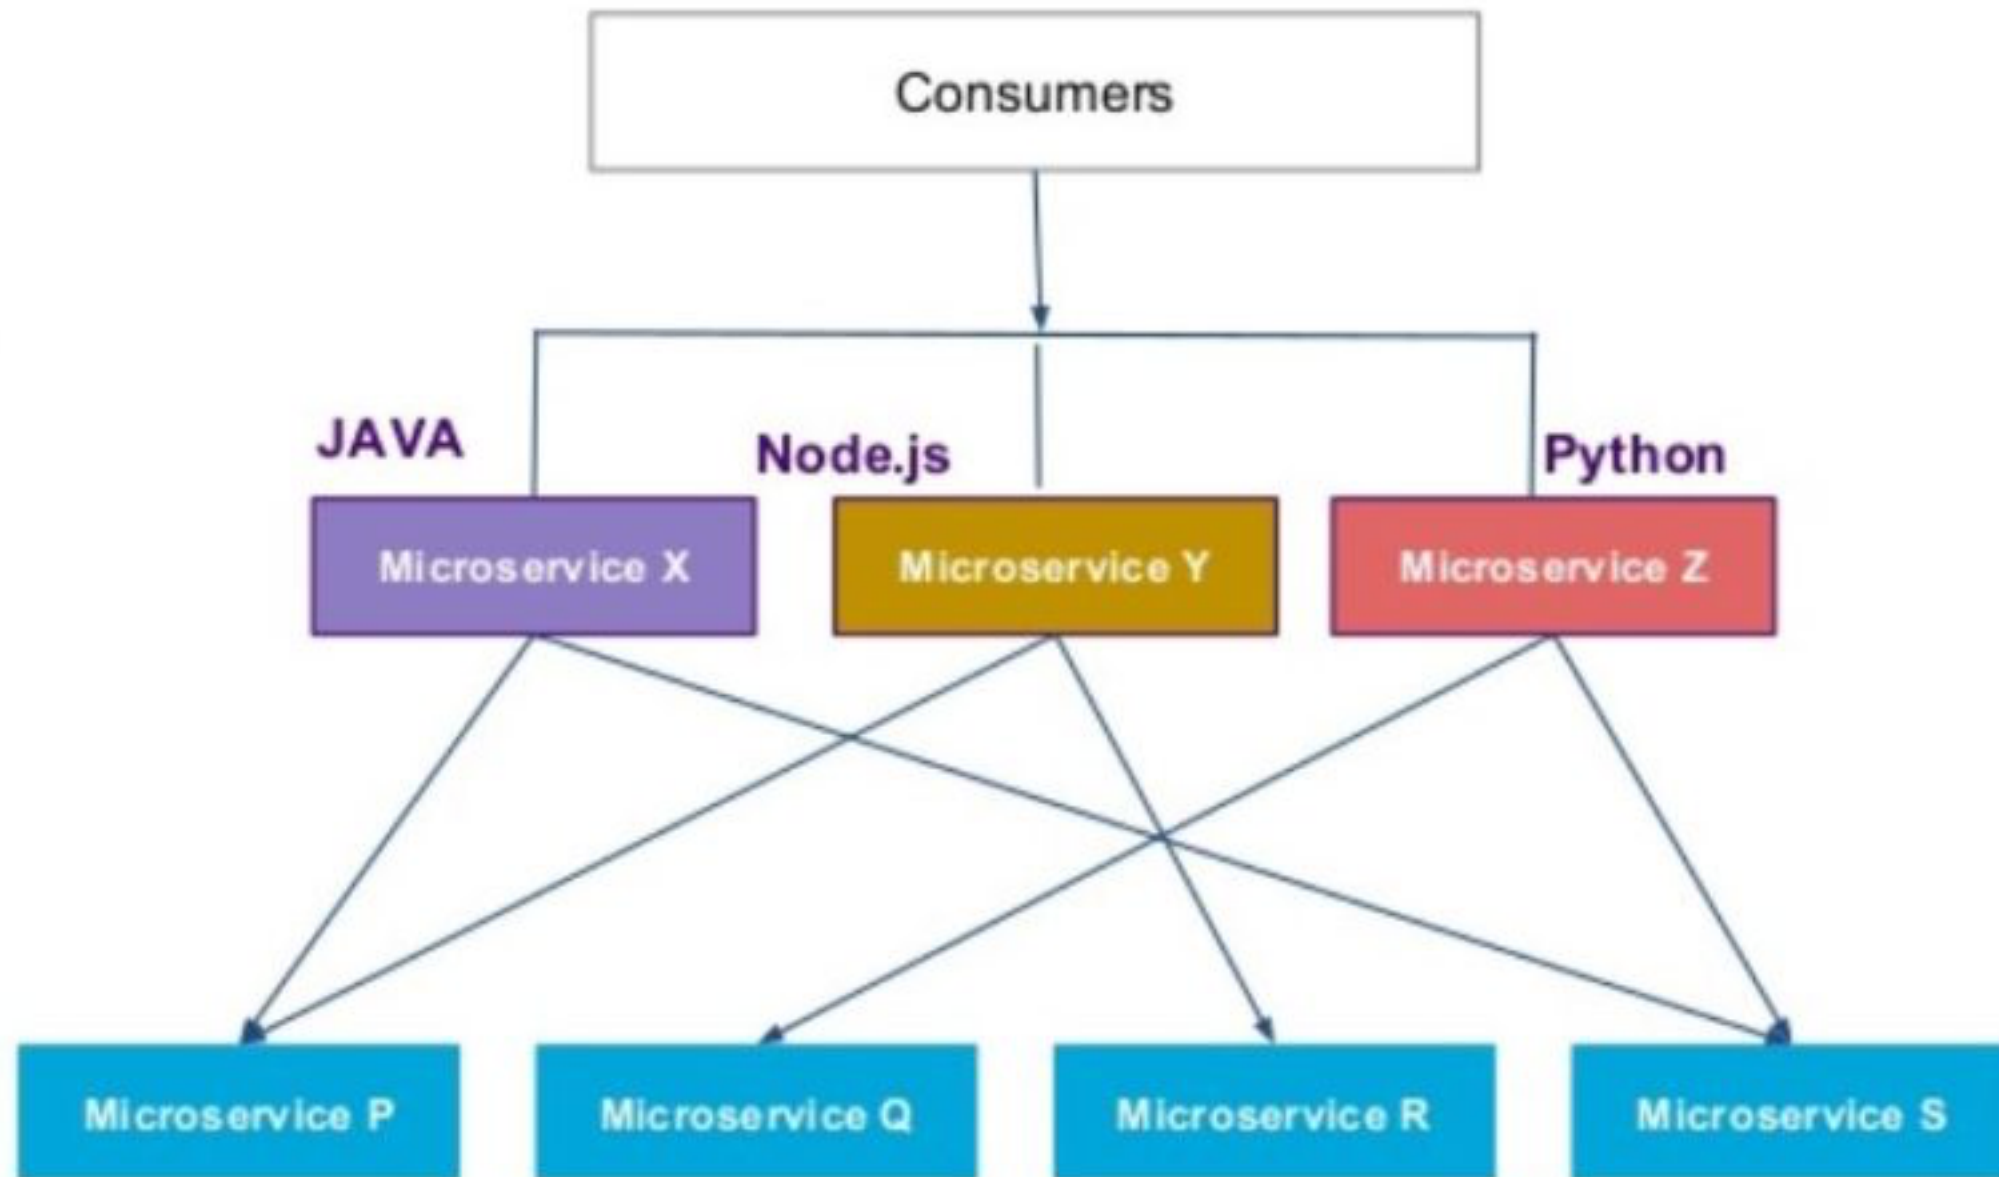 Consumers
JAVA
Node.js
Python
Microservice X
Microservice Y
Microservice Z
Microservice P
Microservice Q
Microservice R
Microservice S